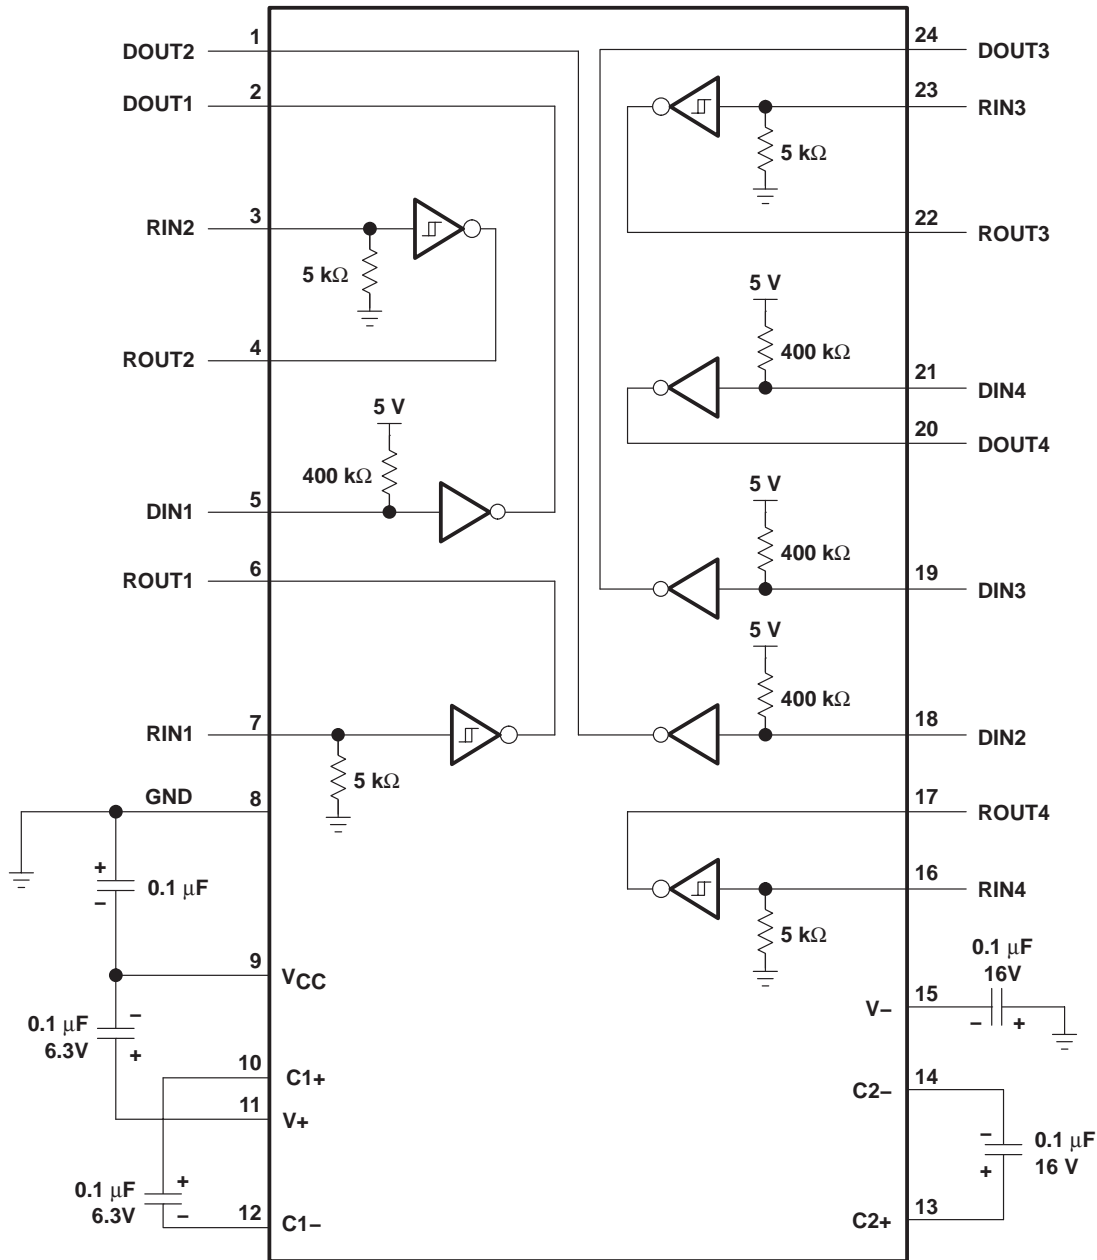 DOUT2 1
DOUT1 2
RIN2 3
5 kΩ
ROUT2 4
5 V
400 kΩ
DIN1 5
ROUT1 6
RIN1 7
5 kΩ
GND 8
+
0.1 μF
–
9 VCC
–
0.1 μF
6.3V
+
10 C1+
11 V+
+
0.1 μF
6.3V
–
12 C1–
24 DOUT3
23 RIN3
5 kΩ
22 ROUT3
5 V
400 kΩ
21 DIN4
20 DOUT4
5 V
400 kΩ
19 DIN3
5 V
400 kΩ
18 DIN2
17 ROUT4
16 RIN4
5 kΩ
0.1 μF
16V
V– 15
– +
C2– 14
–
0.1 μF
16 V
+
C2+ 13